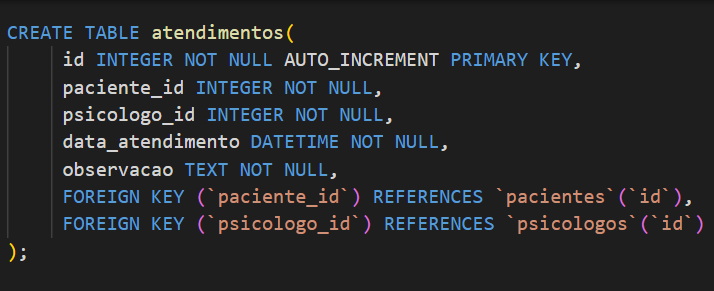 CREATE TABLE atendimentos(
    id INTEGER NOT NULL AUTO_INCREMENT PRIMARY KEY,
    paciente_id INTEGER NOT NULL,
    psicologo_id INTEGER NOT NULL,
    data_atendimento DATETIME NOT NULL,
    observacao TEXT NOT NULL,
    FOREIGN KEY (`paciente_id`) REFERENCES `pacientes`(`id`),
    FOREIGN KEY (`psicologo_id`) REFERENCES `psicologos`(`id`)
);